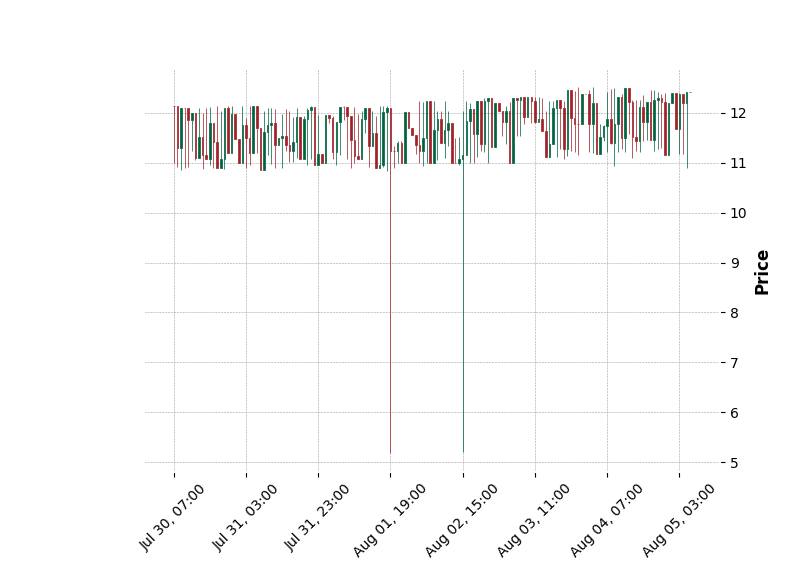 12
11
10
9
8
7
6
5
Price
Jul 30, 07:00
Jul 31, 03:00
Jul 31, 23:00
Aug 01, 19:00
Aug 02, 15:00
Aug 03, 11:00
Aug 04, 07:00
Aug 05, 03:00